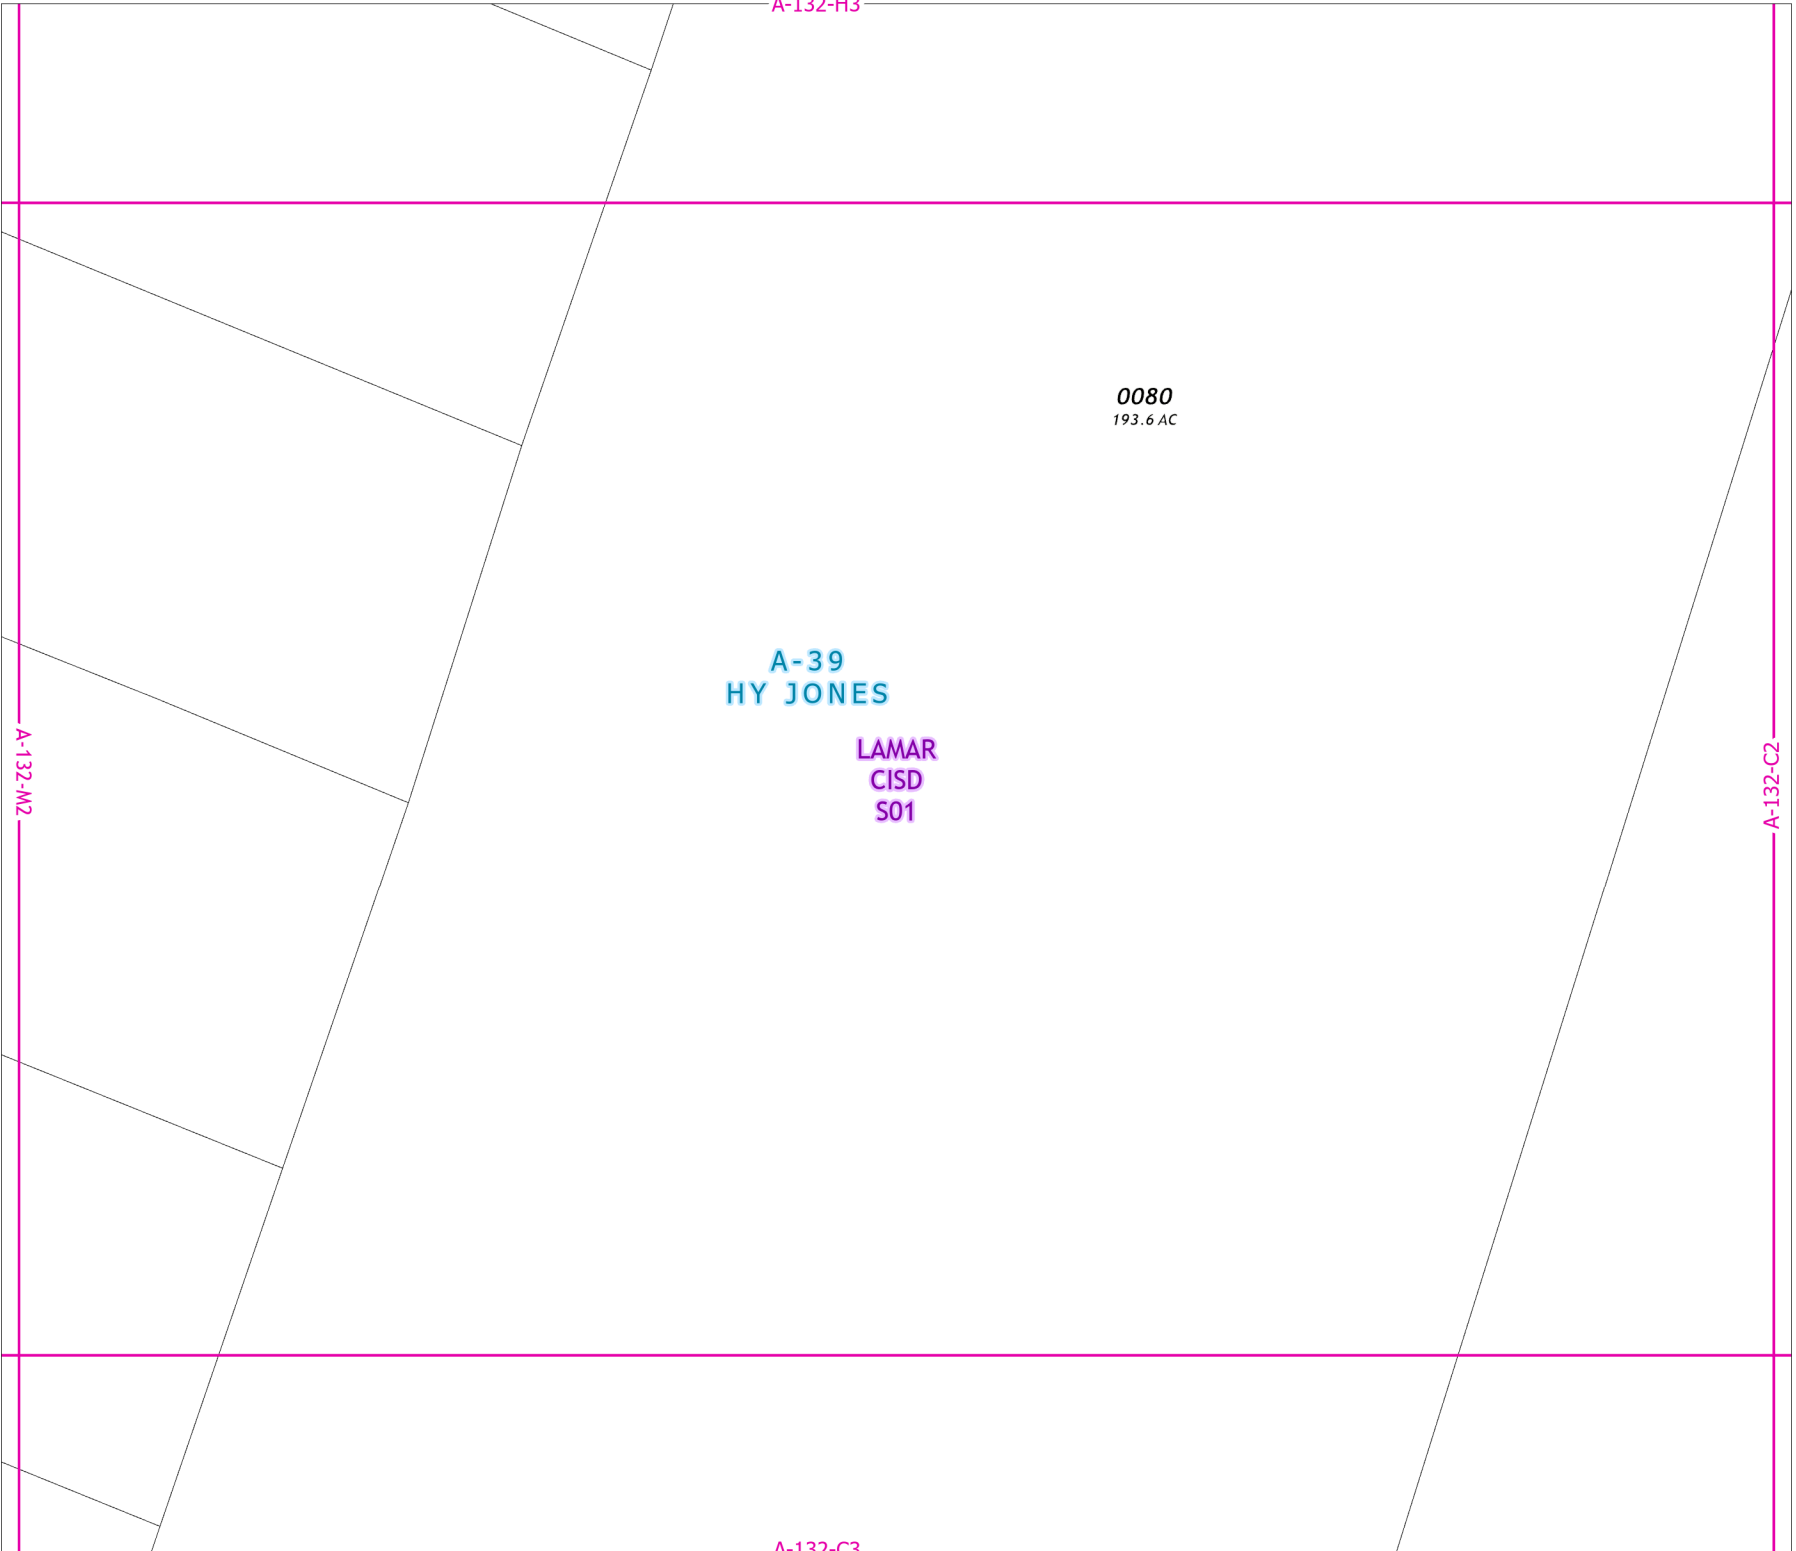 A-132-H3
0080
193.6 AC
A-39
HY JONES
LAMAR
CISD
S01
A-132-M2
A-132-C2
A-132-C3